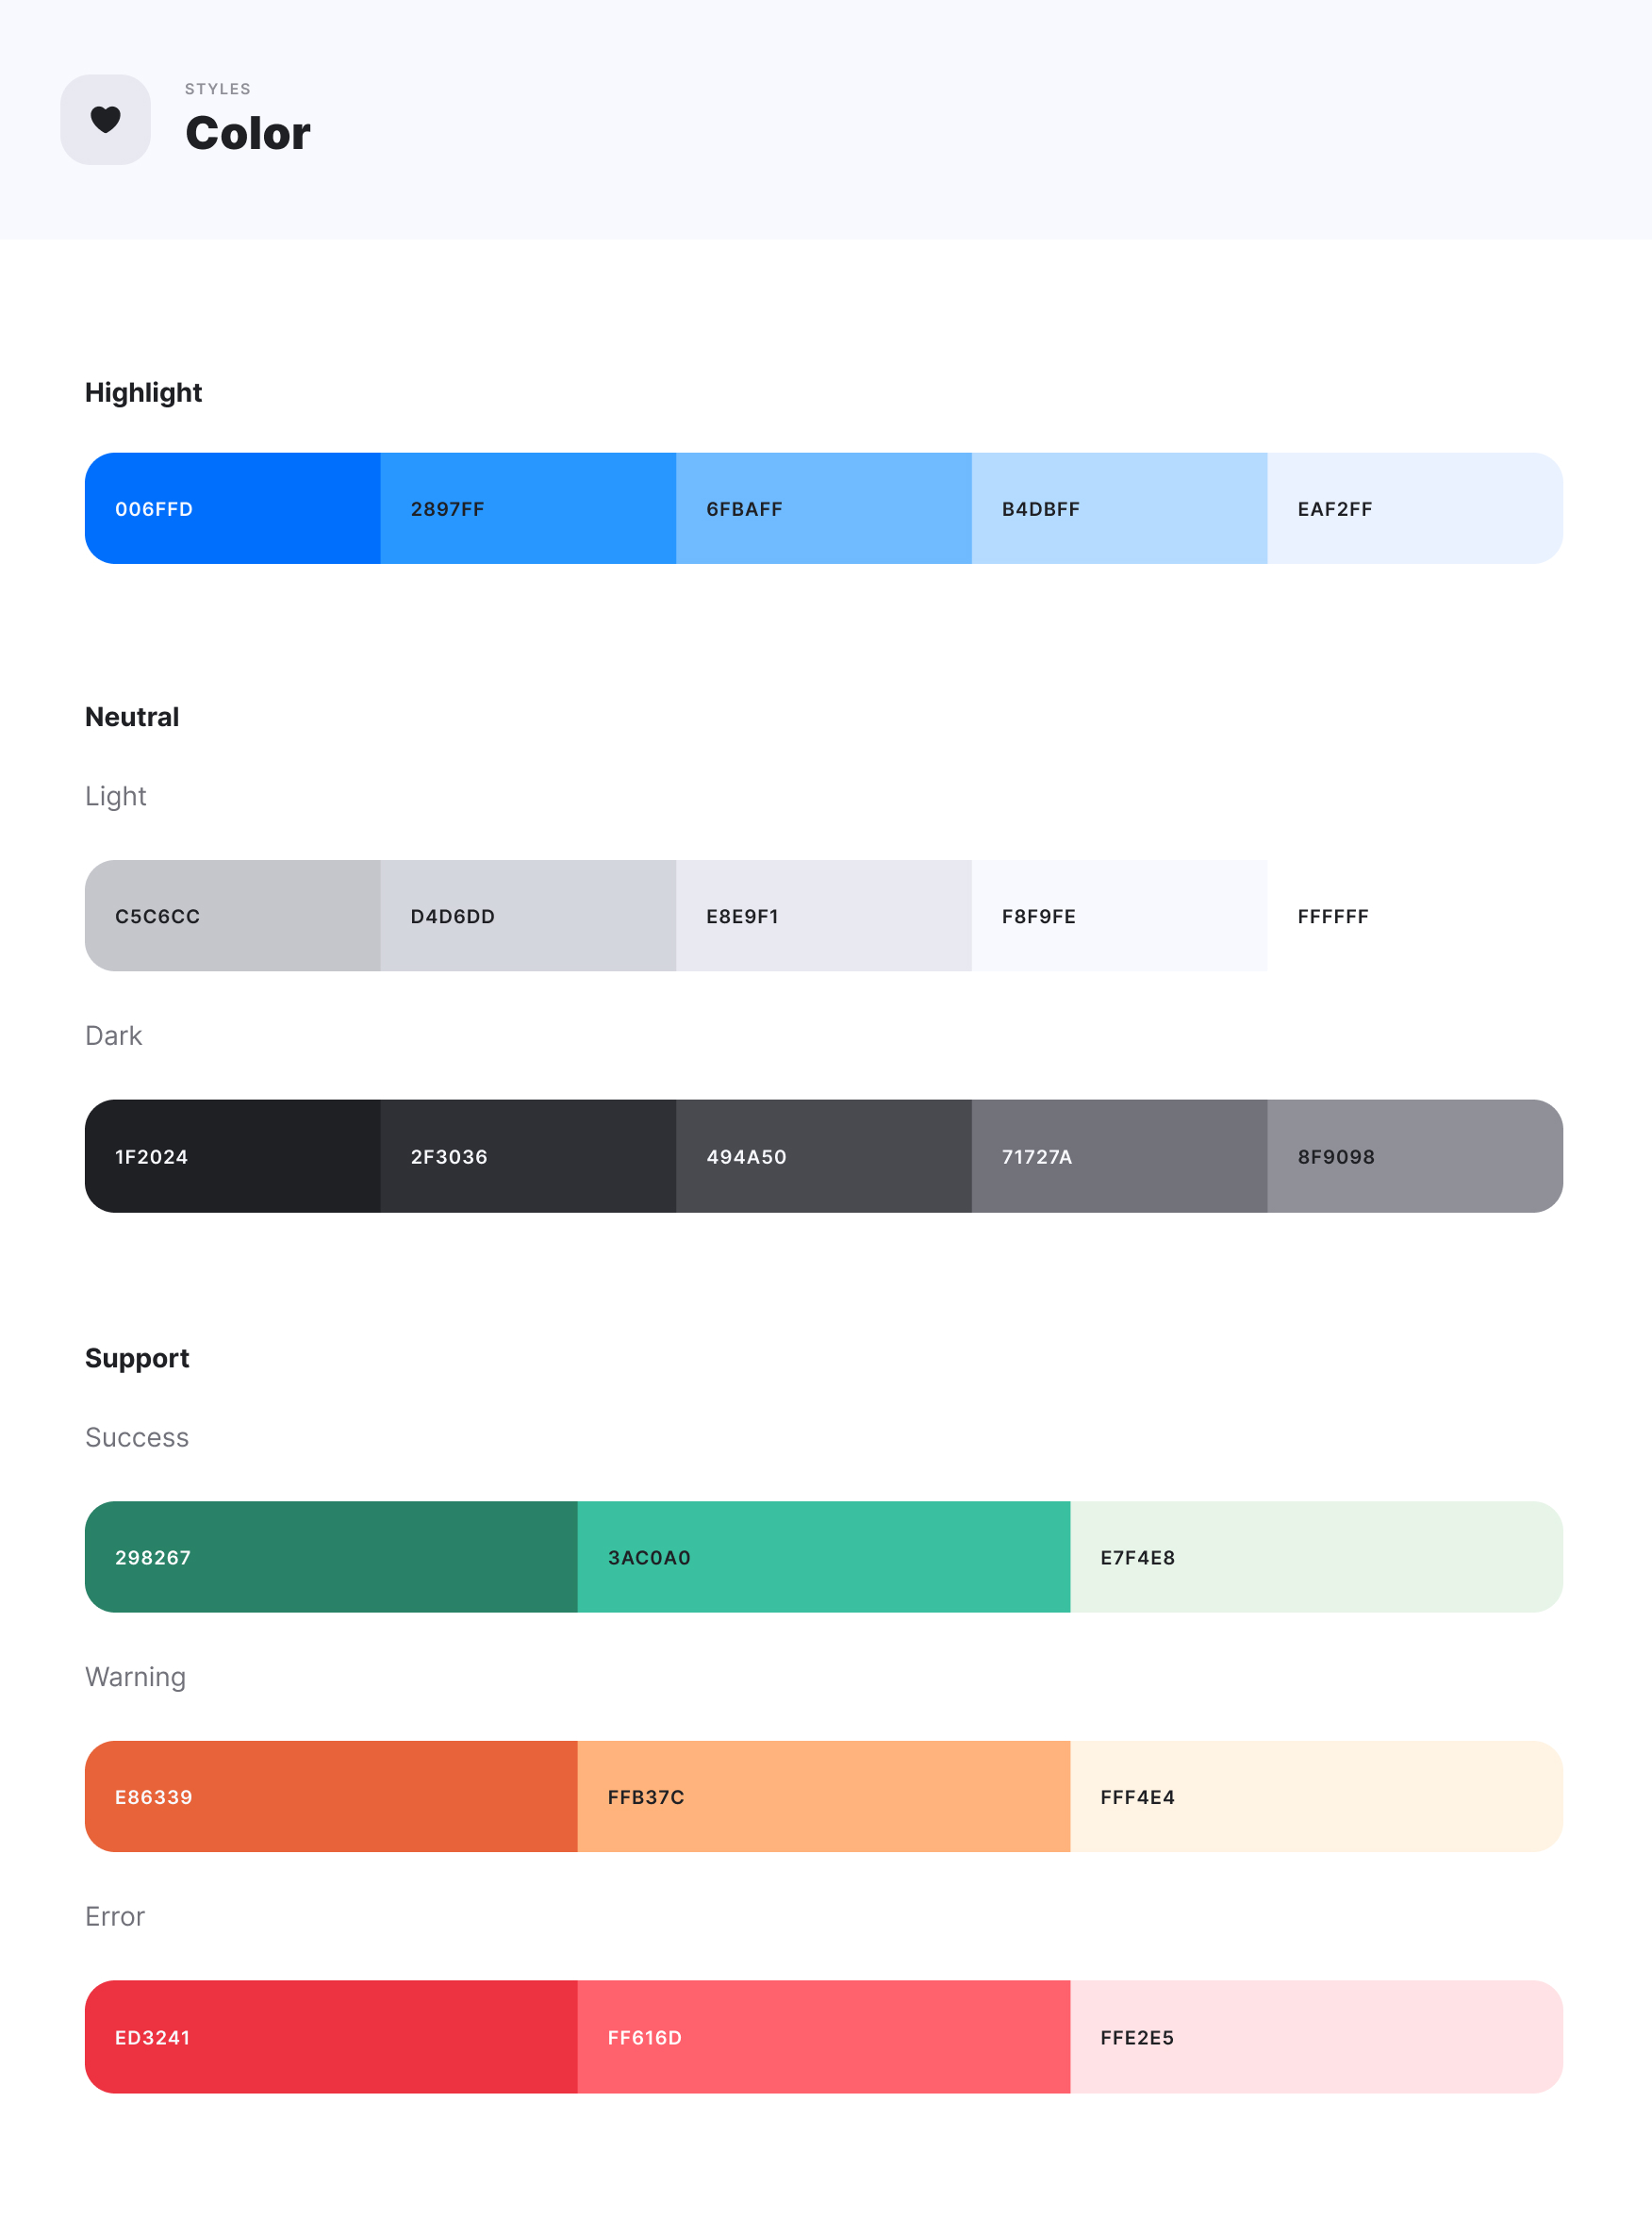 STYLES
Color
Highlight
006FFD 2897FF 6FBAFF B4DBFF EAF2FF
Neutral
Light
C5C6CC D4D6DD E8E9F1 F8F9FE FFFFFF
Dark
1F2024 2F3036 494A50 71727A 8F9098
Support
Success
298267 3AC0A0 E7F4E8
Warning
E86339 FFB37C FFF4E4
Error
ED3241 FF616D FFE2E5